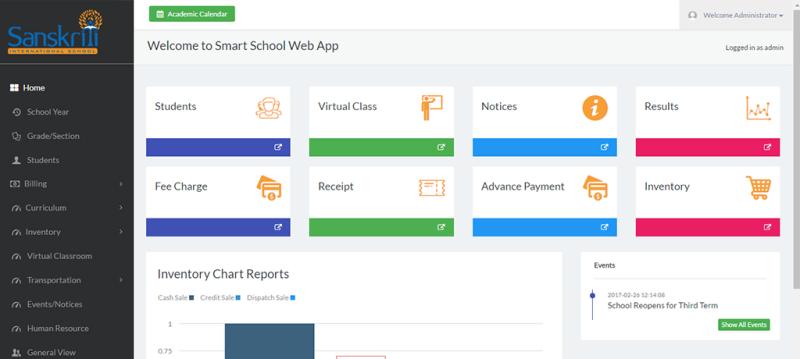 Sanskriti
INTERNATIONAL SCHOOL
Home
School Year
Grade/Section
Students
Billing
Curriculum
Inventory
Virtual Classroom
Transportation
Events/Notices
Human Resource
General View
Academic Calendar
Welcome Administrator
Welcome to Smart School Web App
Logged in as admin
Students
Virtual Class
Notices
Results
Fee Charge
Receipt
Advance Payment
Inventory
Inventory Chart Reports
Cash Sale
Credit Sale
Dispatch Sale
1
0.75
Events
2017-02-26 12:14:08
School Reopens for Third Term
Show All Events